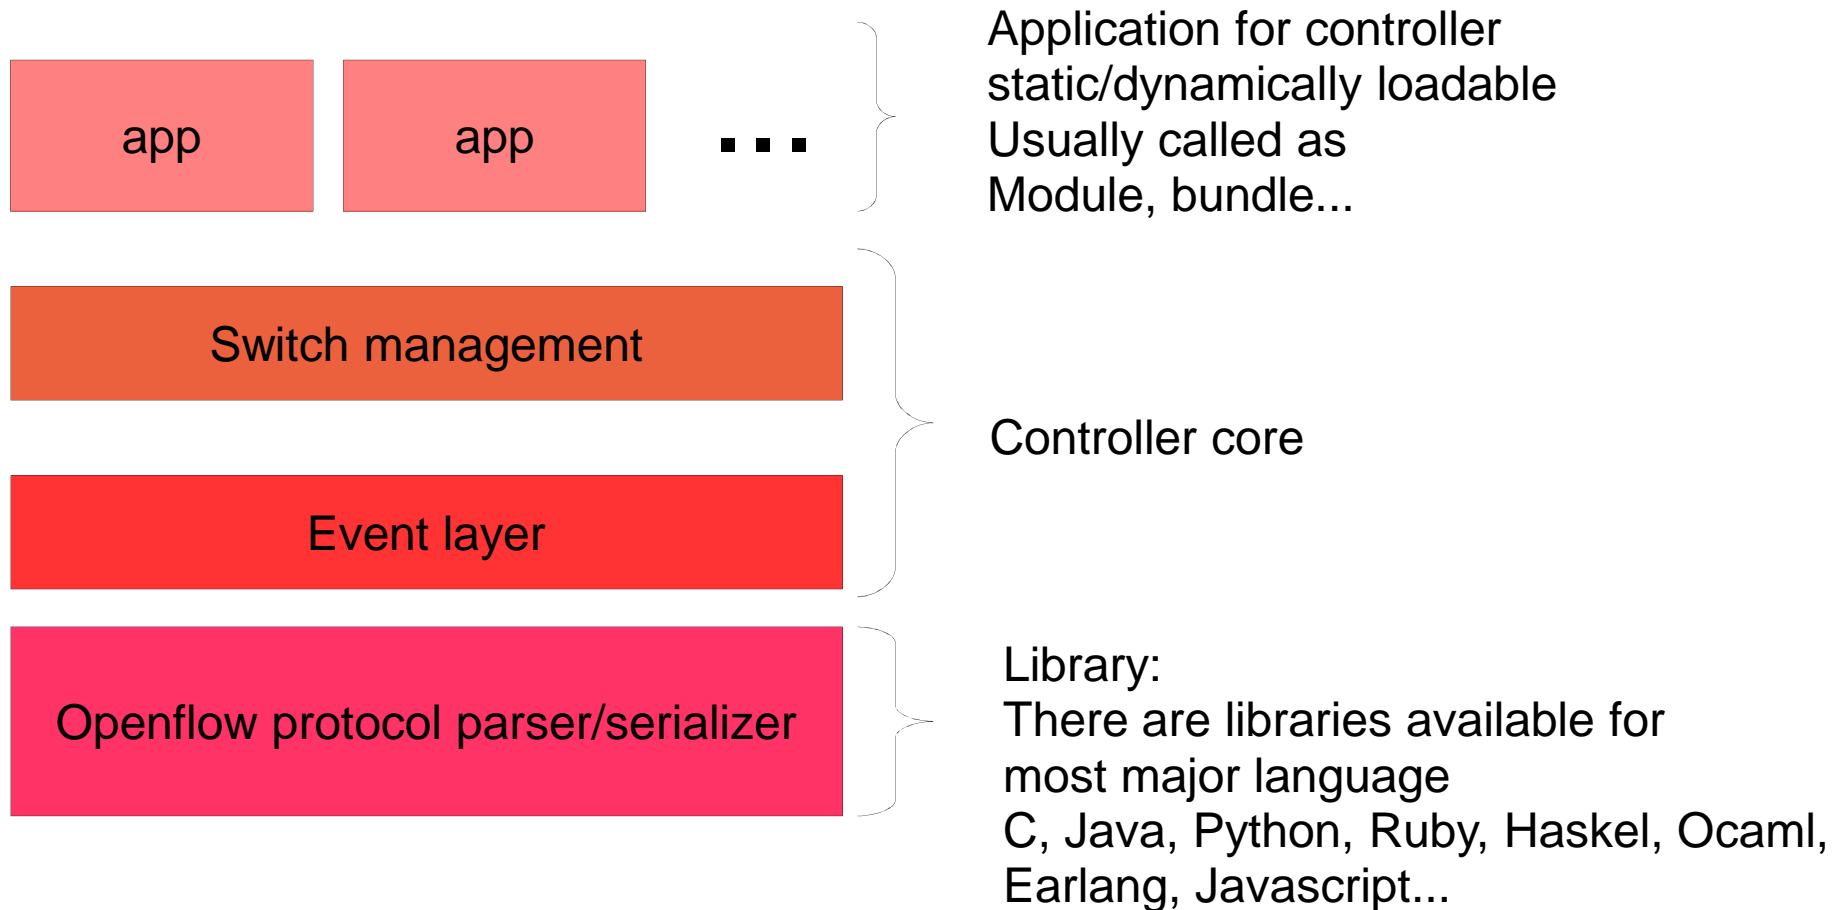 Application for controller
static/dynamically loadable
Usually called as
Module, bundle...
app
app
...
Switch management
Controller core
Event layer
Openflow protocol parser/serializer
Library:
There are libraries available for
most major language
C, Java, Python, Ruby, Haskel, Ocaml,
Earlang, Javascript...